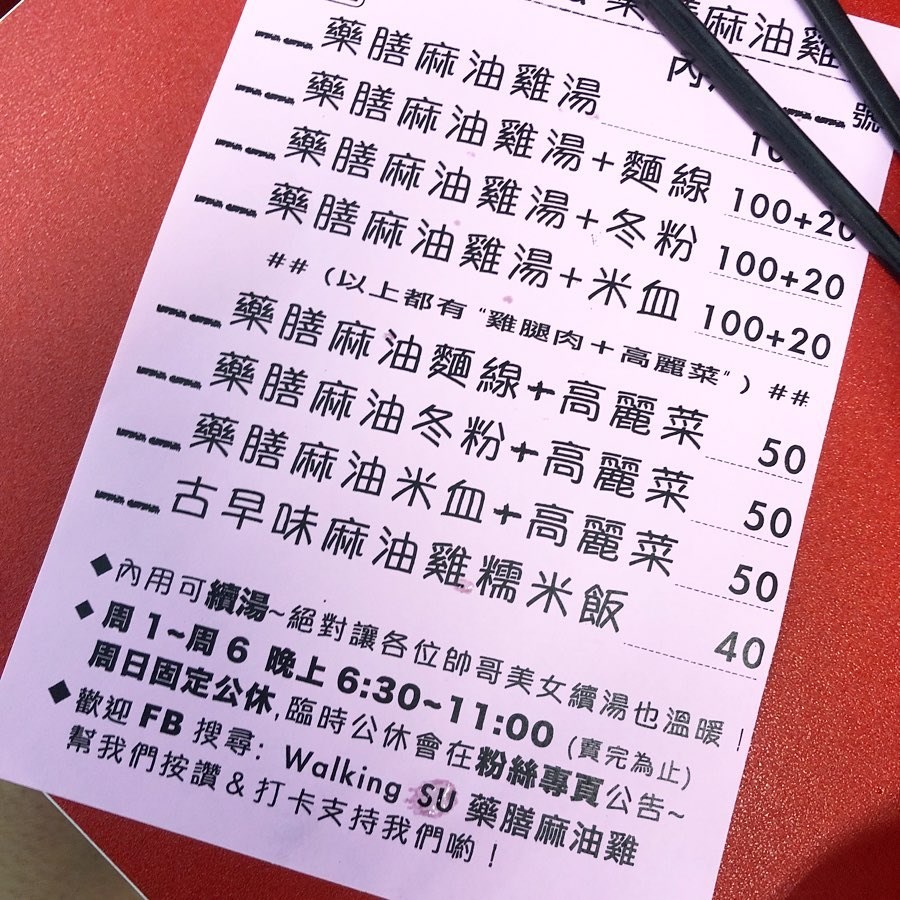 藥膳麻油雞
內
號
藥膳麻油雞湯 10
藥膳麻油雞湯+麵線 100+20
藥膳麻油雞湯+冬粉 100+20
藥膳麻油雞湯+米血 100+20
##（以上都有"雞腿肉+高麗菜"）##
藥膳麻油麵線+高麗菜 50
藥膳麻油冬粉+高麗菜 50
藥膳麻油米血+高麗菜 50
古早味麻油雞糯米飯 40
◆內用可續湯~絕對讓各位帥哥美女續湯也溫暖！
◆周1~周6 晚上6:30~11:00（賣完為止）
周日固定公休,臨時公休會在粉絲專頁公告~
◆歡迎FB搜尋: Walking SU 藥膳麻油雞
幫我們按讚&打卡支持我們喲！